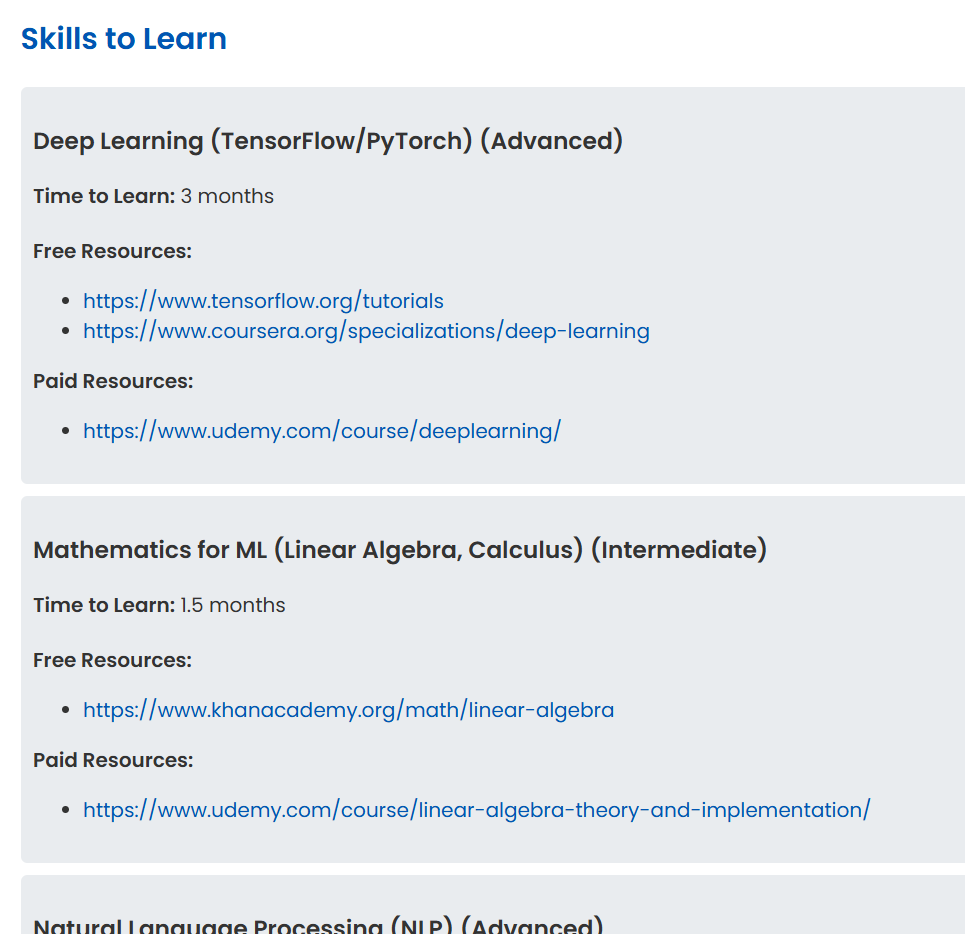 Skills to Learn
Deep Learning (TensorFlow/PyTorch) (Advanced)
Time to Learn: 3 months
Free Resources:
• https://www.tensorflow.org/tutorials
• https://www.coursera.org/specializations/deep-learning
Paid Resources:
• https://www.udemy.com/course/deeplearning/
Mathematics for ML (Linear Algebra, Calculus) (Intermediate)
Time to Learn: 1.5 months
Free Resources:
• https://www.khanacademy.org/math/linear-algebra
Paid Resources:
• https://www.udemy.com/course/linear-algebra-theory-and-implementation/
Natural Language Processing (NLP) (Advanced)